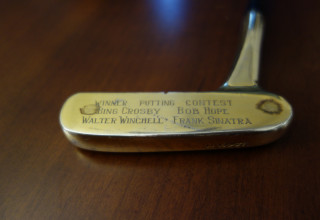 WINNER PUTTING CONTEST
BING CROSBY BOB HOPE
WALTER WINCHELL - FRANK SINATRA